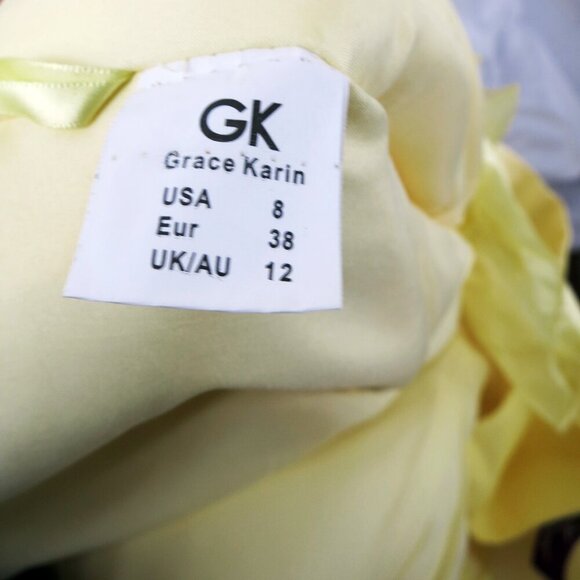 GK
Grace Karin
USA 8
Eur 38
UK/AU 12